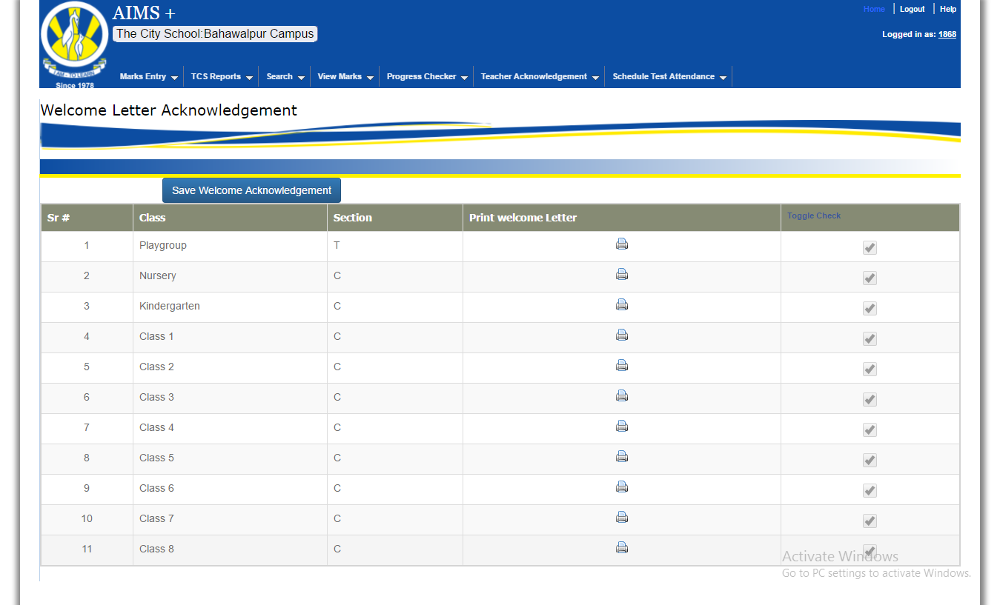 AIMS +
Home Logout Help
The City School:Bahawalpur Campus
Logged in as: 1868
I AM - TO LEARN
Since 1978
Marks Entry TCS Reports Search View Marks Progress Checker Teacher Acknowledgement Schedule Test Attendance
Welcome Letter Acknowledgement
Save Welcome Acknowledgement
Sr # Class Section Print welcome Letter Toggle Check
1 Playgroup T
2 Nursery C
3 Kindergarten C
4 Class 1 C
5 Class 2 C
6 Class 3 C
7 Class 4 C
8 Class 5 C
9 Class 6 C
10 Class 7 C
11 Class 8 C
Activate Windows
Go to PC settings to activate Windows.